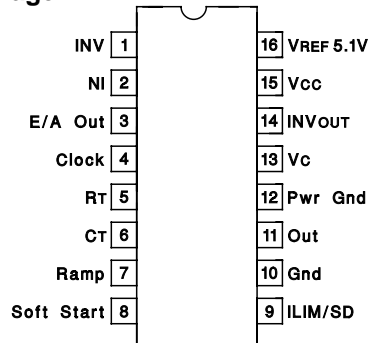 INV 1
NI 2
E/A Out 3
Clock 4
RT 5
CT 6
Ramp 7
Soft Start 8
16 VREF 5.1V
15 VCC
14 INVOUT
13 VC
12 Pwr Gnd
11 Out
10 Gnd
9 ILIM/SD